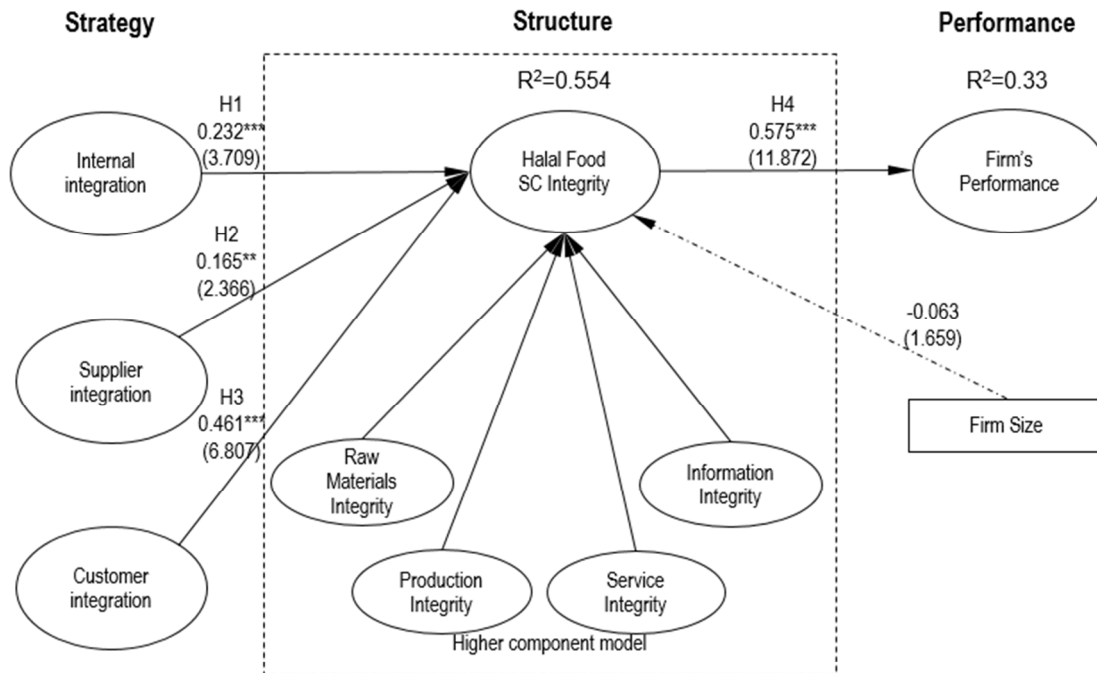 Strategy
Structure
Performance
R²=0.554
R²=0.33
H1
0.232***
(3.709)
H4
0.575***
(11.872)
Internal
integration
Halal Food
SC Integrity
Firm's
Performance
H2
0.165**
(2.366)
-0.063
(1.659)
Supplier
integration
H3
0.461***
(6.807)
Firm Size
Raw
Materials
Integrity
Information
Integrity
Customer
integration
Production
Integrity
Service
Integrity
Higher component model